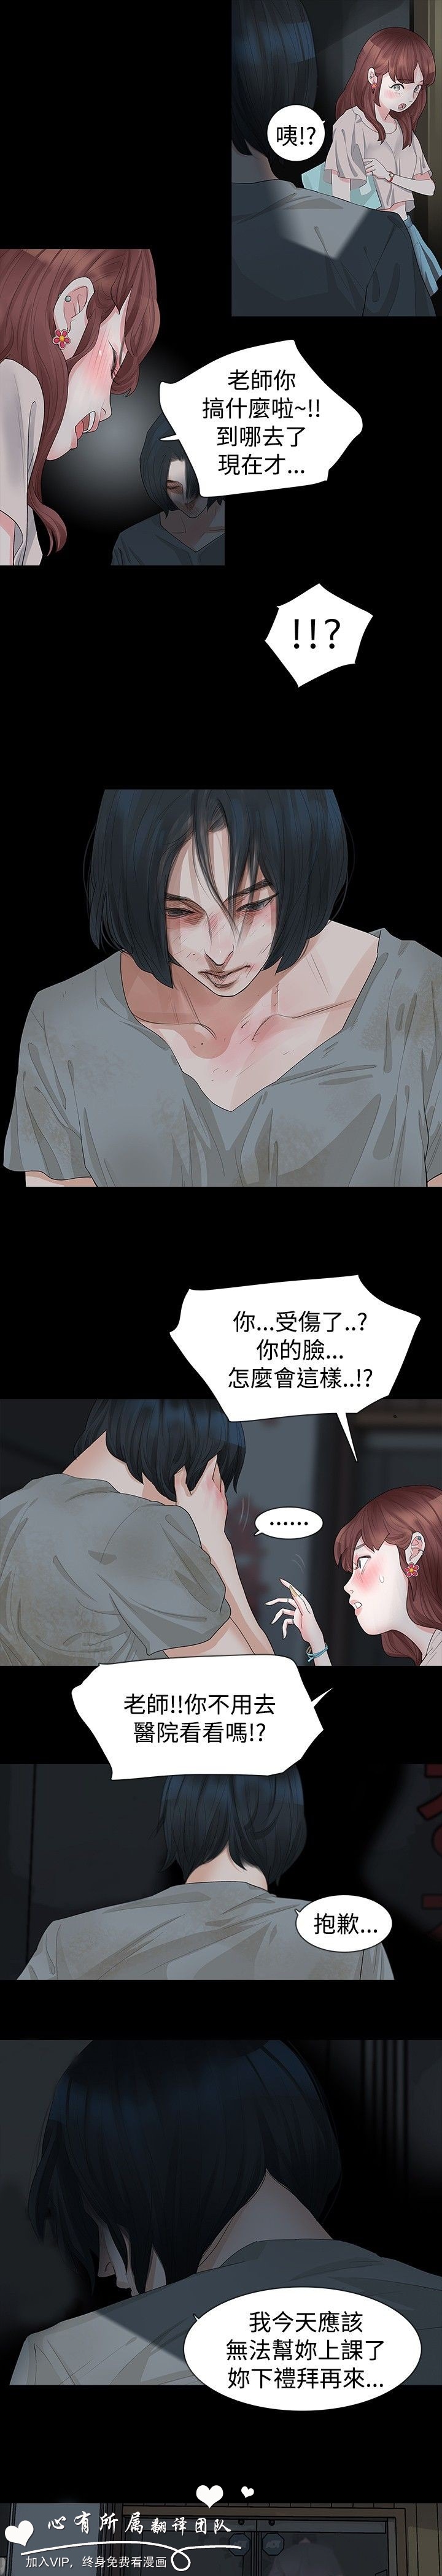 咦!?
老師你
搞什麼啦~!!
到哪去了
現在才...
!!?
你...受傷了..?
你的臉...
怎麼會這樣..!?
......
老師!!你不用去
醫院看看嗎!?
抱歉...
我今天應該
無法幫妳上課了
妳下禮拜再來...
心有所属翻译团队
加入VIP，终身免费看漫画